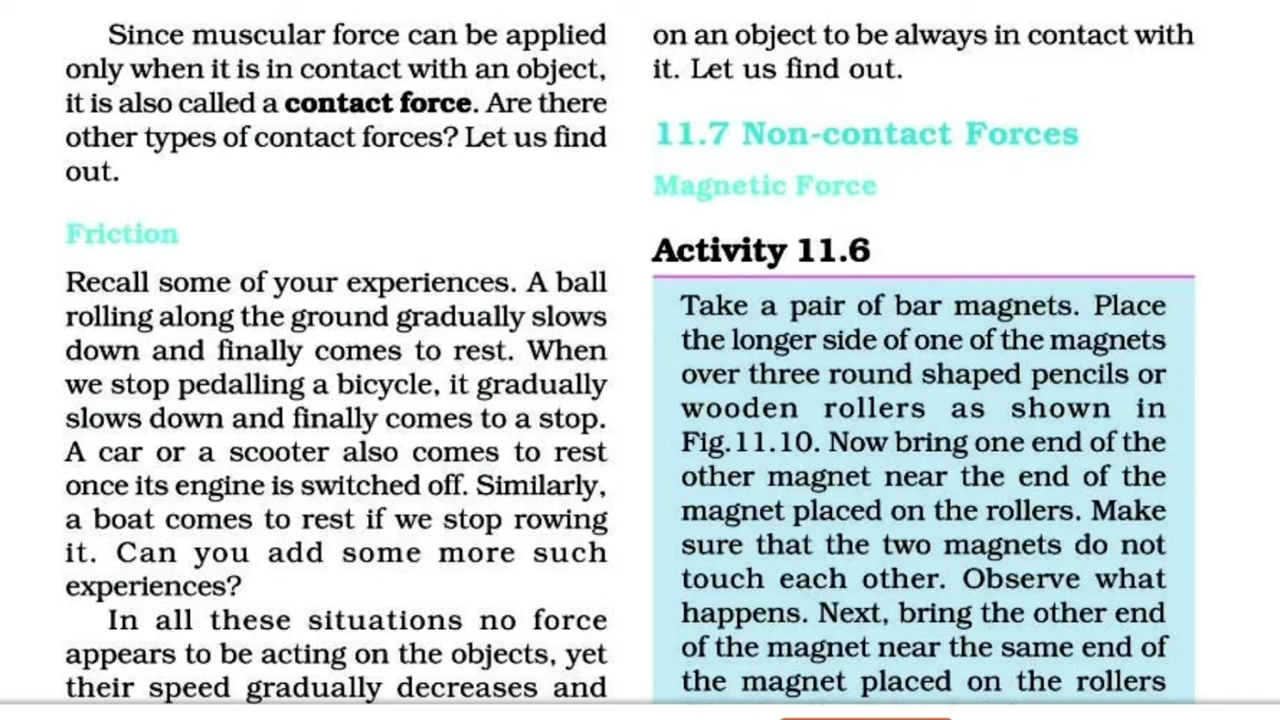 Since muscular force can be applied
only when it is in contact with an object,
it is also called a contact force. Are there
other types of contact forces? Let us find
out.
Friction
Recall some of your experiences. A ball
rolling along the ground gradually slows
down and finally comes to rest. When
we stop pedalling a bicycle, it gradually
slows down and finally comes to a stop.
A car or a scooter also comes to rest
once its engine is switched off. Similarly,
a boat comes to rest if we stop rowing
it. Can you add some more such
experiences?
In all these situations no force
appears to be acting on the objects, yet
their speed gradually decreases and
on an object to be always in contact with
it. Let us find out.
11.7 Non-contact Forces
Magnetic Force
Activity 11.6
Take a pair of bar magnets. Place
the longer side of one of the magnets
over three round shaped pencils or
wooden rollers as shown in
Fig.11.10. Now bring one end of the
other magnet near the end of the
magnet placed on the rollers. Make
sure that the two magnets do not
touch each other. Observe what
happens. Next, bring the other end
of the magnet near the same end of
the magnet placed on the rollers